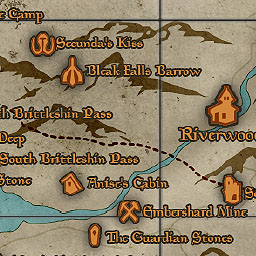 Camp
Secunda's Kiss
Bleak Falls Barrow
Brittleshin Pass
Riverwoo
Deep
South Brittleshin Pass
Stone
Anise's Cabin
Embershard Mine
The Guardian Stones